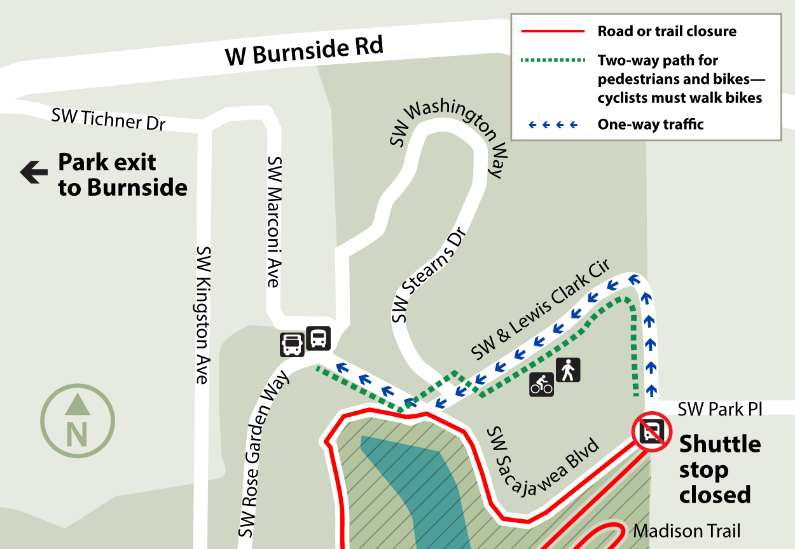 W Burnside Rd
Road or trail closure
Two-way path for
pedestrians and bikes—
cyclists must walk bikes
One-way traffic
SW Tichner Dr
SW Washington Way
Park exit
to Burnside
SW Marconi Ave
SW Kingston Ave
SW Stearns Dr
SW & Lewis Clark Cir
SW Rose Garden Way
N
SW Sacajawea Blvd
SW Park Pl
Shuttle
stop
closed
Madison Trail